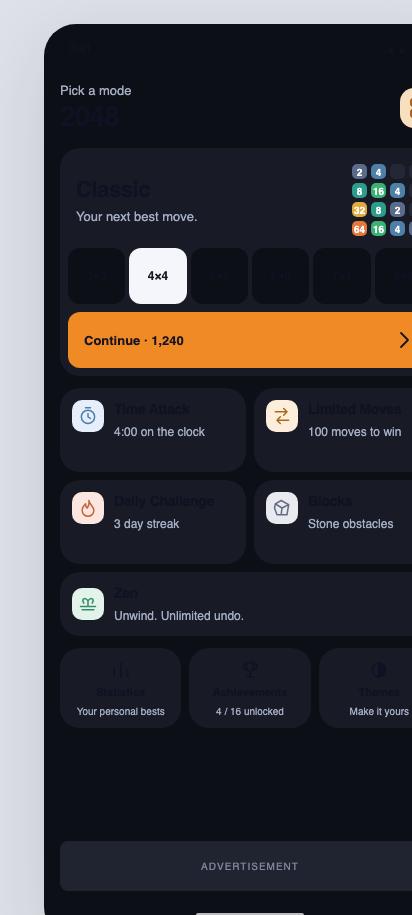 Pick a mode
2048
Classic
Your next best move.
2 4
8 16 4
32 8 2
64 16 4
4×4
Continue · 1,240
Time Attack
4:00 on the clock
Limited Moves
100 moves to win
Daily Challenge
3 day streak
Blocks
Stone obstacles
Zen
Unwind. Unlimited undo.
Statistics
Your personal bests
Achievements
4 / 16 unlocked
Themes
Make it yours
ADVERTISEMENT